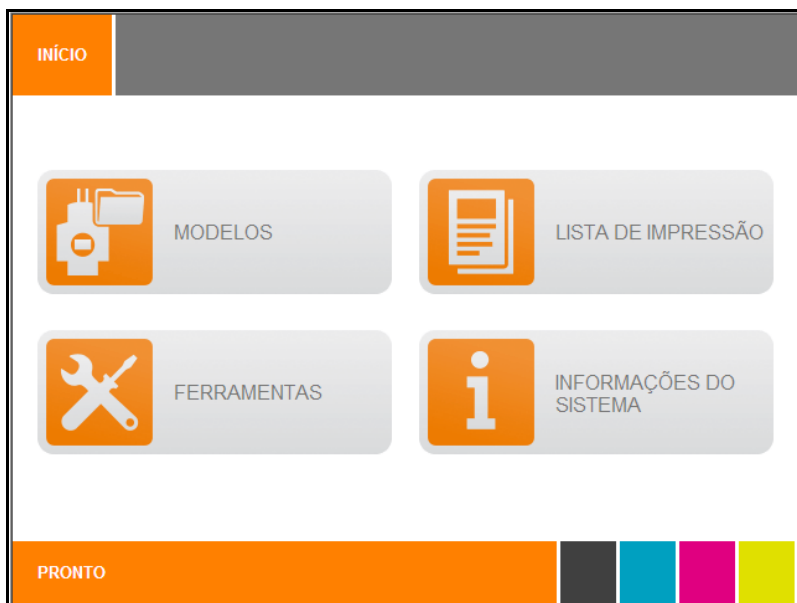 INÍCIO
MODELOS
LISTA DE IMPRESSÃO
FERRAMENTAS
INFORMAÇÕES DO
SISTEMA
PRONTO